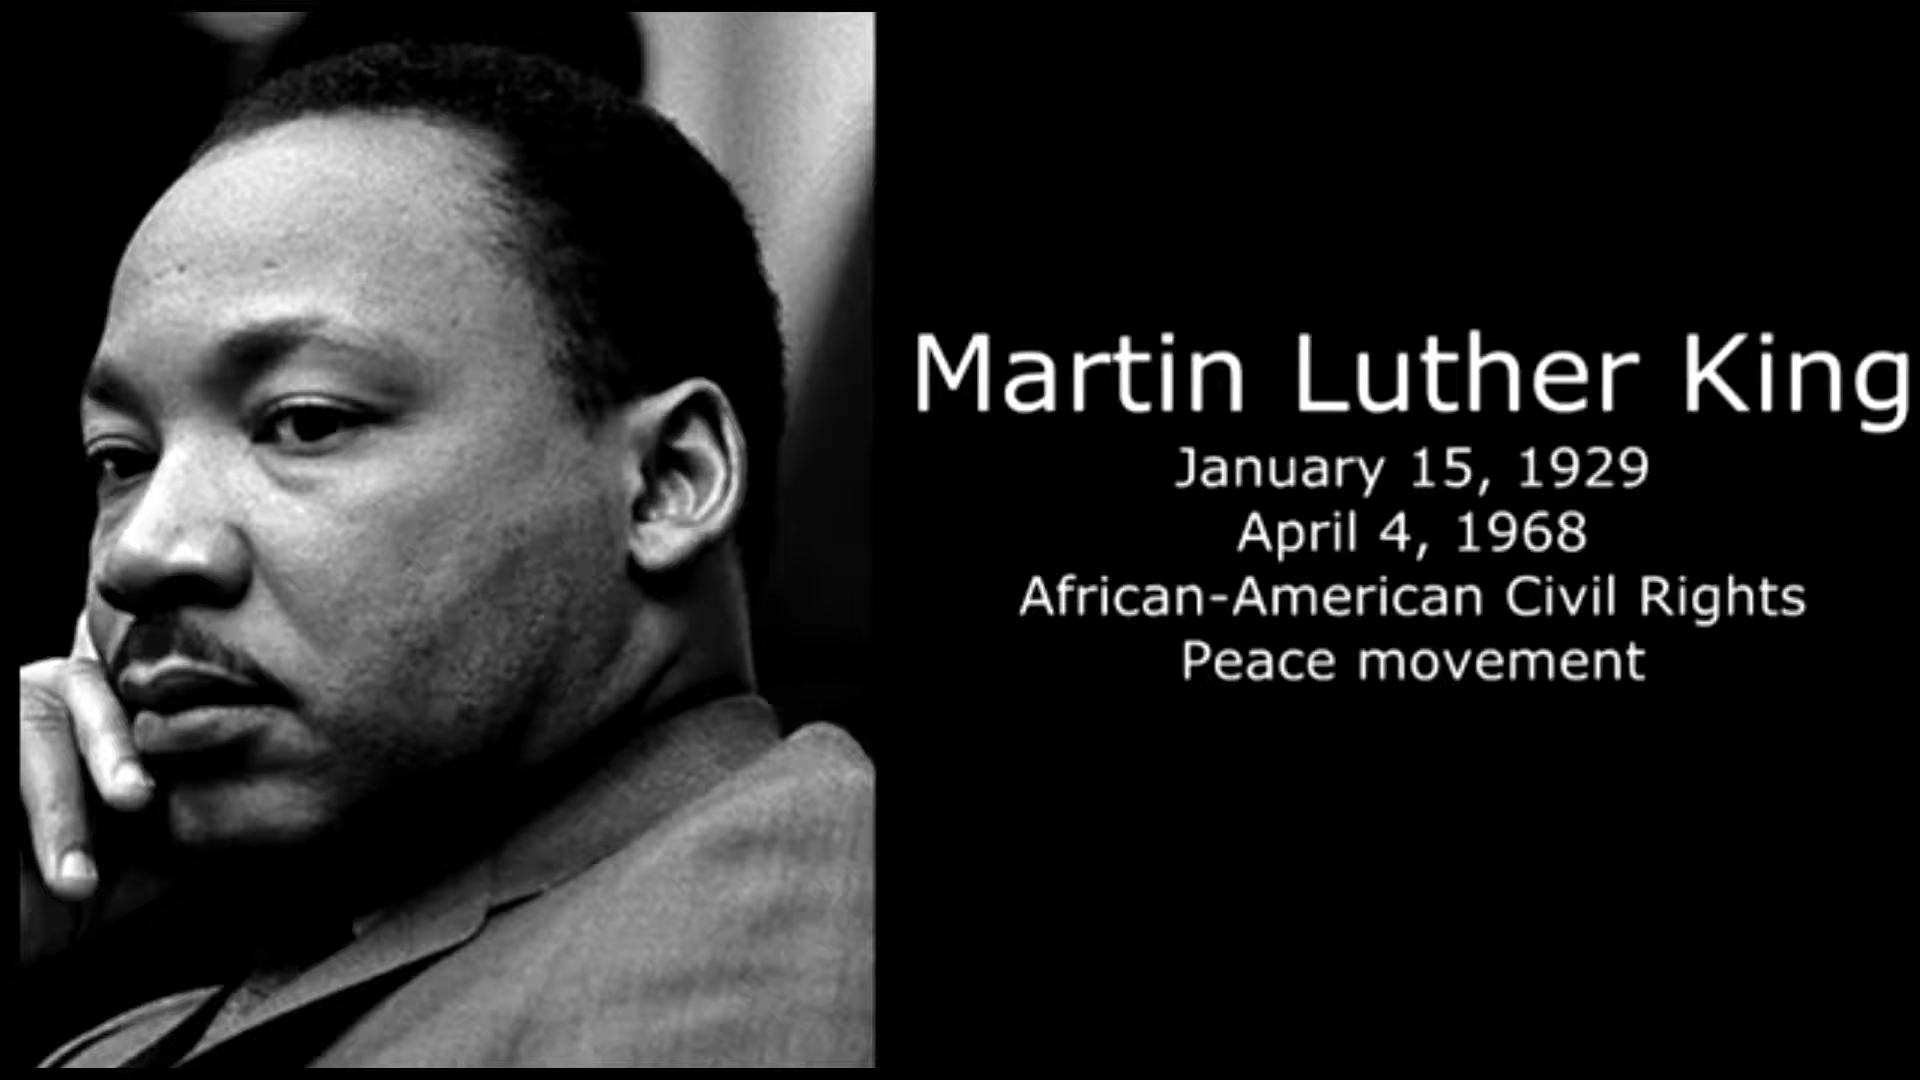 Martin Luther King
January 15, 1929
April 4, 1968
African-American Civil Rights
Peace movement